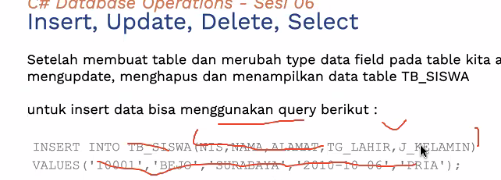 C# Database Operations - Sesi 06
Insert, Update, Delete, Select
Setelah membuat table dan merubah type data field pada table kita a
mengupdate, menghapus dan menampilkan data table TB_SISWA
untuk insert data bisa menggunakan query berikut :
INSERT INTO TB_SISWA(NIS,NAMA,ALAMAT,TG_LAHIR,J_KELAMIN)
VALUES('10001','BEJO','SURABAYA','2010-10-06','PRIA');